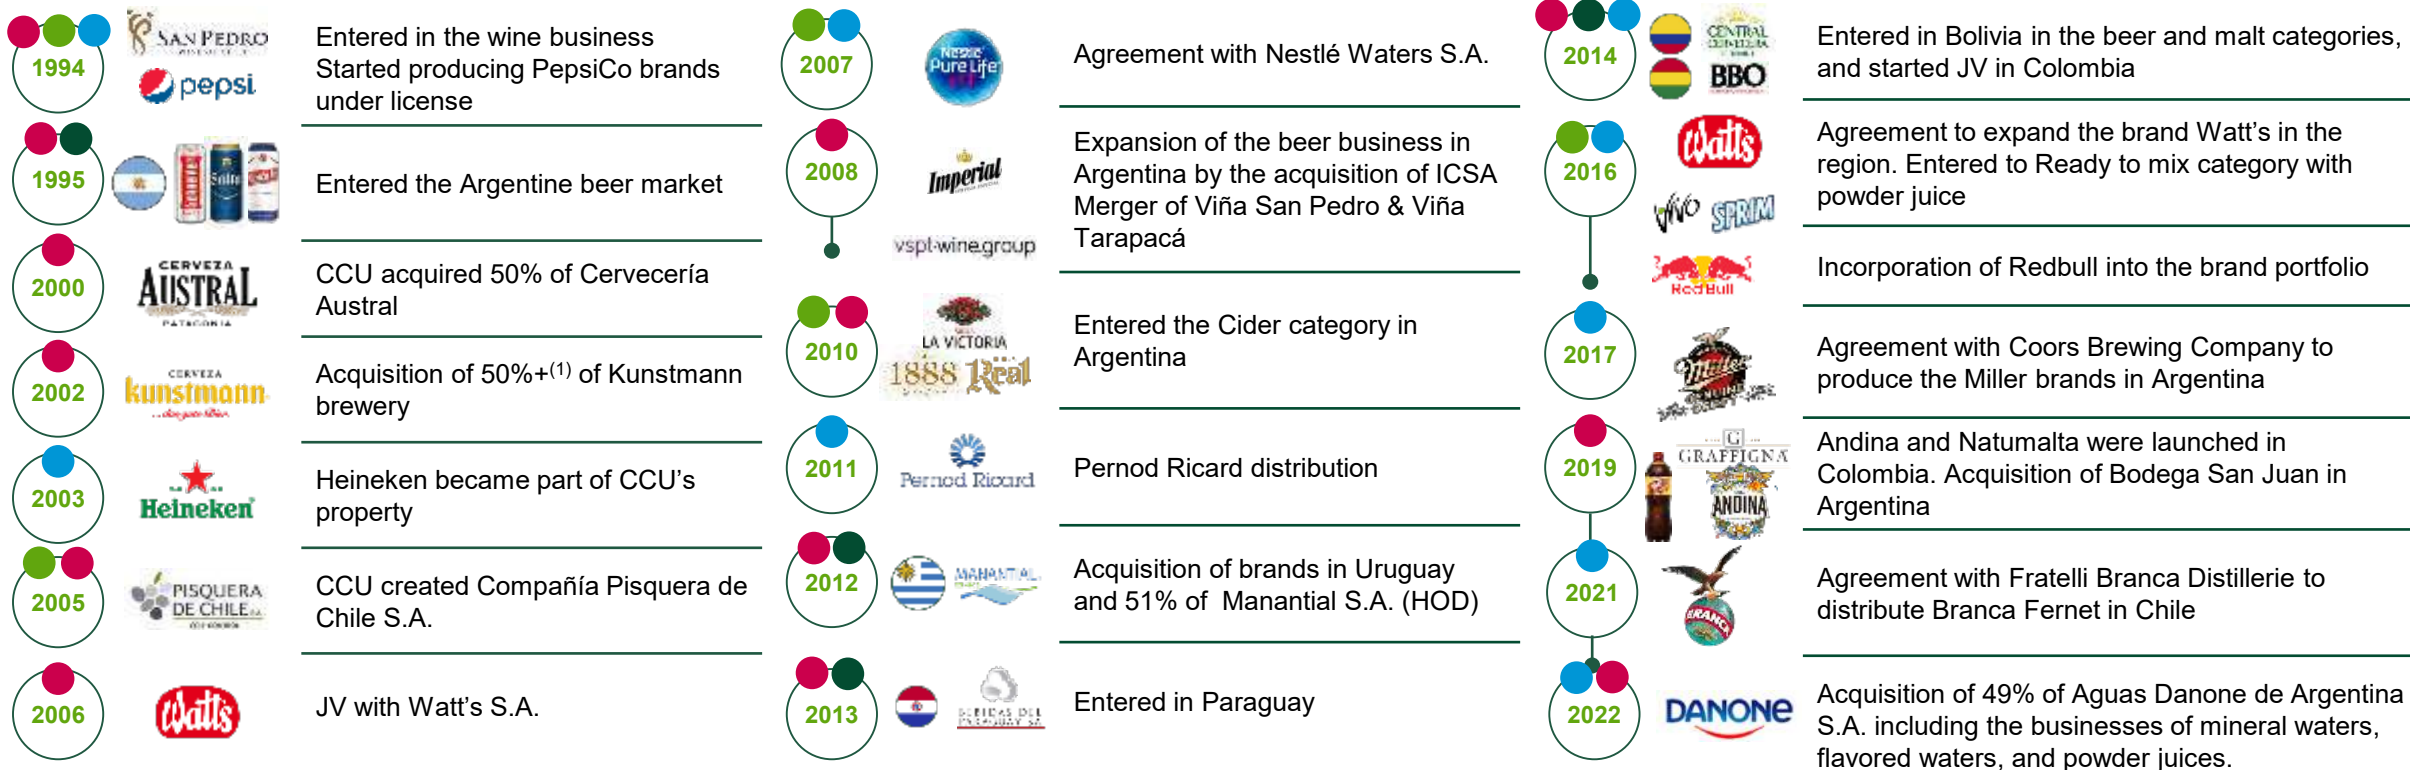 1994
SAN PEDRO
pepsi
Entered in the wine business
Started producing PepsiCo brands
under license
1995
Salta
Entered the Argentine beer market
2000
CERVEZA
AUSTRAL
PATAGONIA
CCU acquired 50% of Cervecería
Austral
2002
CERVEZA
kunstmann
Acquisition of 50%+(1) of Kunstmann
brewery
2003
Heineken
Heineken became part of CCU’s
property
2005
PISQUERA
DE CHILE
CCU created Compañía Pisquera de
Chile S.A.
2006
Watt's
JV with Watt’s S.A.
2007
Nestlé
Pure Life
Agreement with Nestlé Waters S.A.
2008
Imperial
vspt·wine.group
Expansion of the beer business in
Argentina by the acquisition of ICSA
Merger of Viña San Pedro & Viña
Tarapacá
2010
LA VICTORIA
1888 Real
Entered the Cider category in
Argentina
2011
Pernod Ricard
Pernod Ricard distribution
2012
MANANTIAL
Acquisition of brands in Uruguay
and 51% of Manantial S.A. (HOD)
2013
BEBIDAS DEL
PARAGUAY S.A.
Entered in Paraguay
2014
CENTRAL
CERVECERA
BBO
Entered in Bolivia in the beer and malt categories,
and started JV in Colombia
2016
Watt's
Vivo SPRIM
Agreement to expand the brand Watt’s in the
region. Entered to Ready to mix category with
powder juice
Red Bull
Incorporation of Redbull into the brand portfolio
2017
Miller
GENUINE
Agreement with Coors Brewing Company to
produce the Miller brands in Argentina
2019
G
GRAFFIGNA
ANDINA
Andina and Natumalta were launched in
Colombia. Acquisition of Bodega San Juan in
Argentina
2021
BRANCA
Agreement with Fratelli Branca Distillerie to
distribute Branca Fernet in Chile
2022
DANONE
Acquisition of 49% of Aguas Danone de Argentina
S.A. including the businesses of mineral waters,
flavored waters, and powder juices.